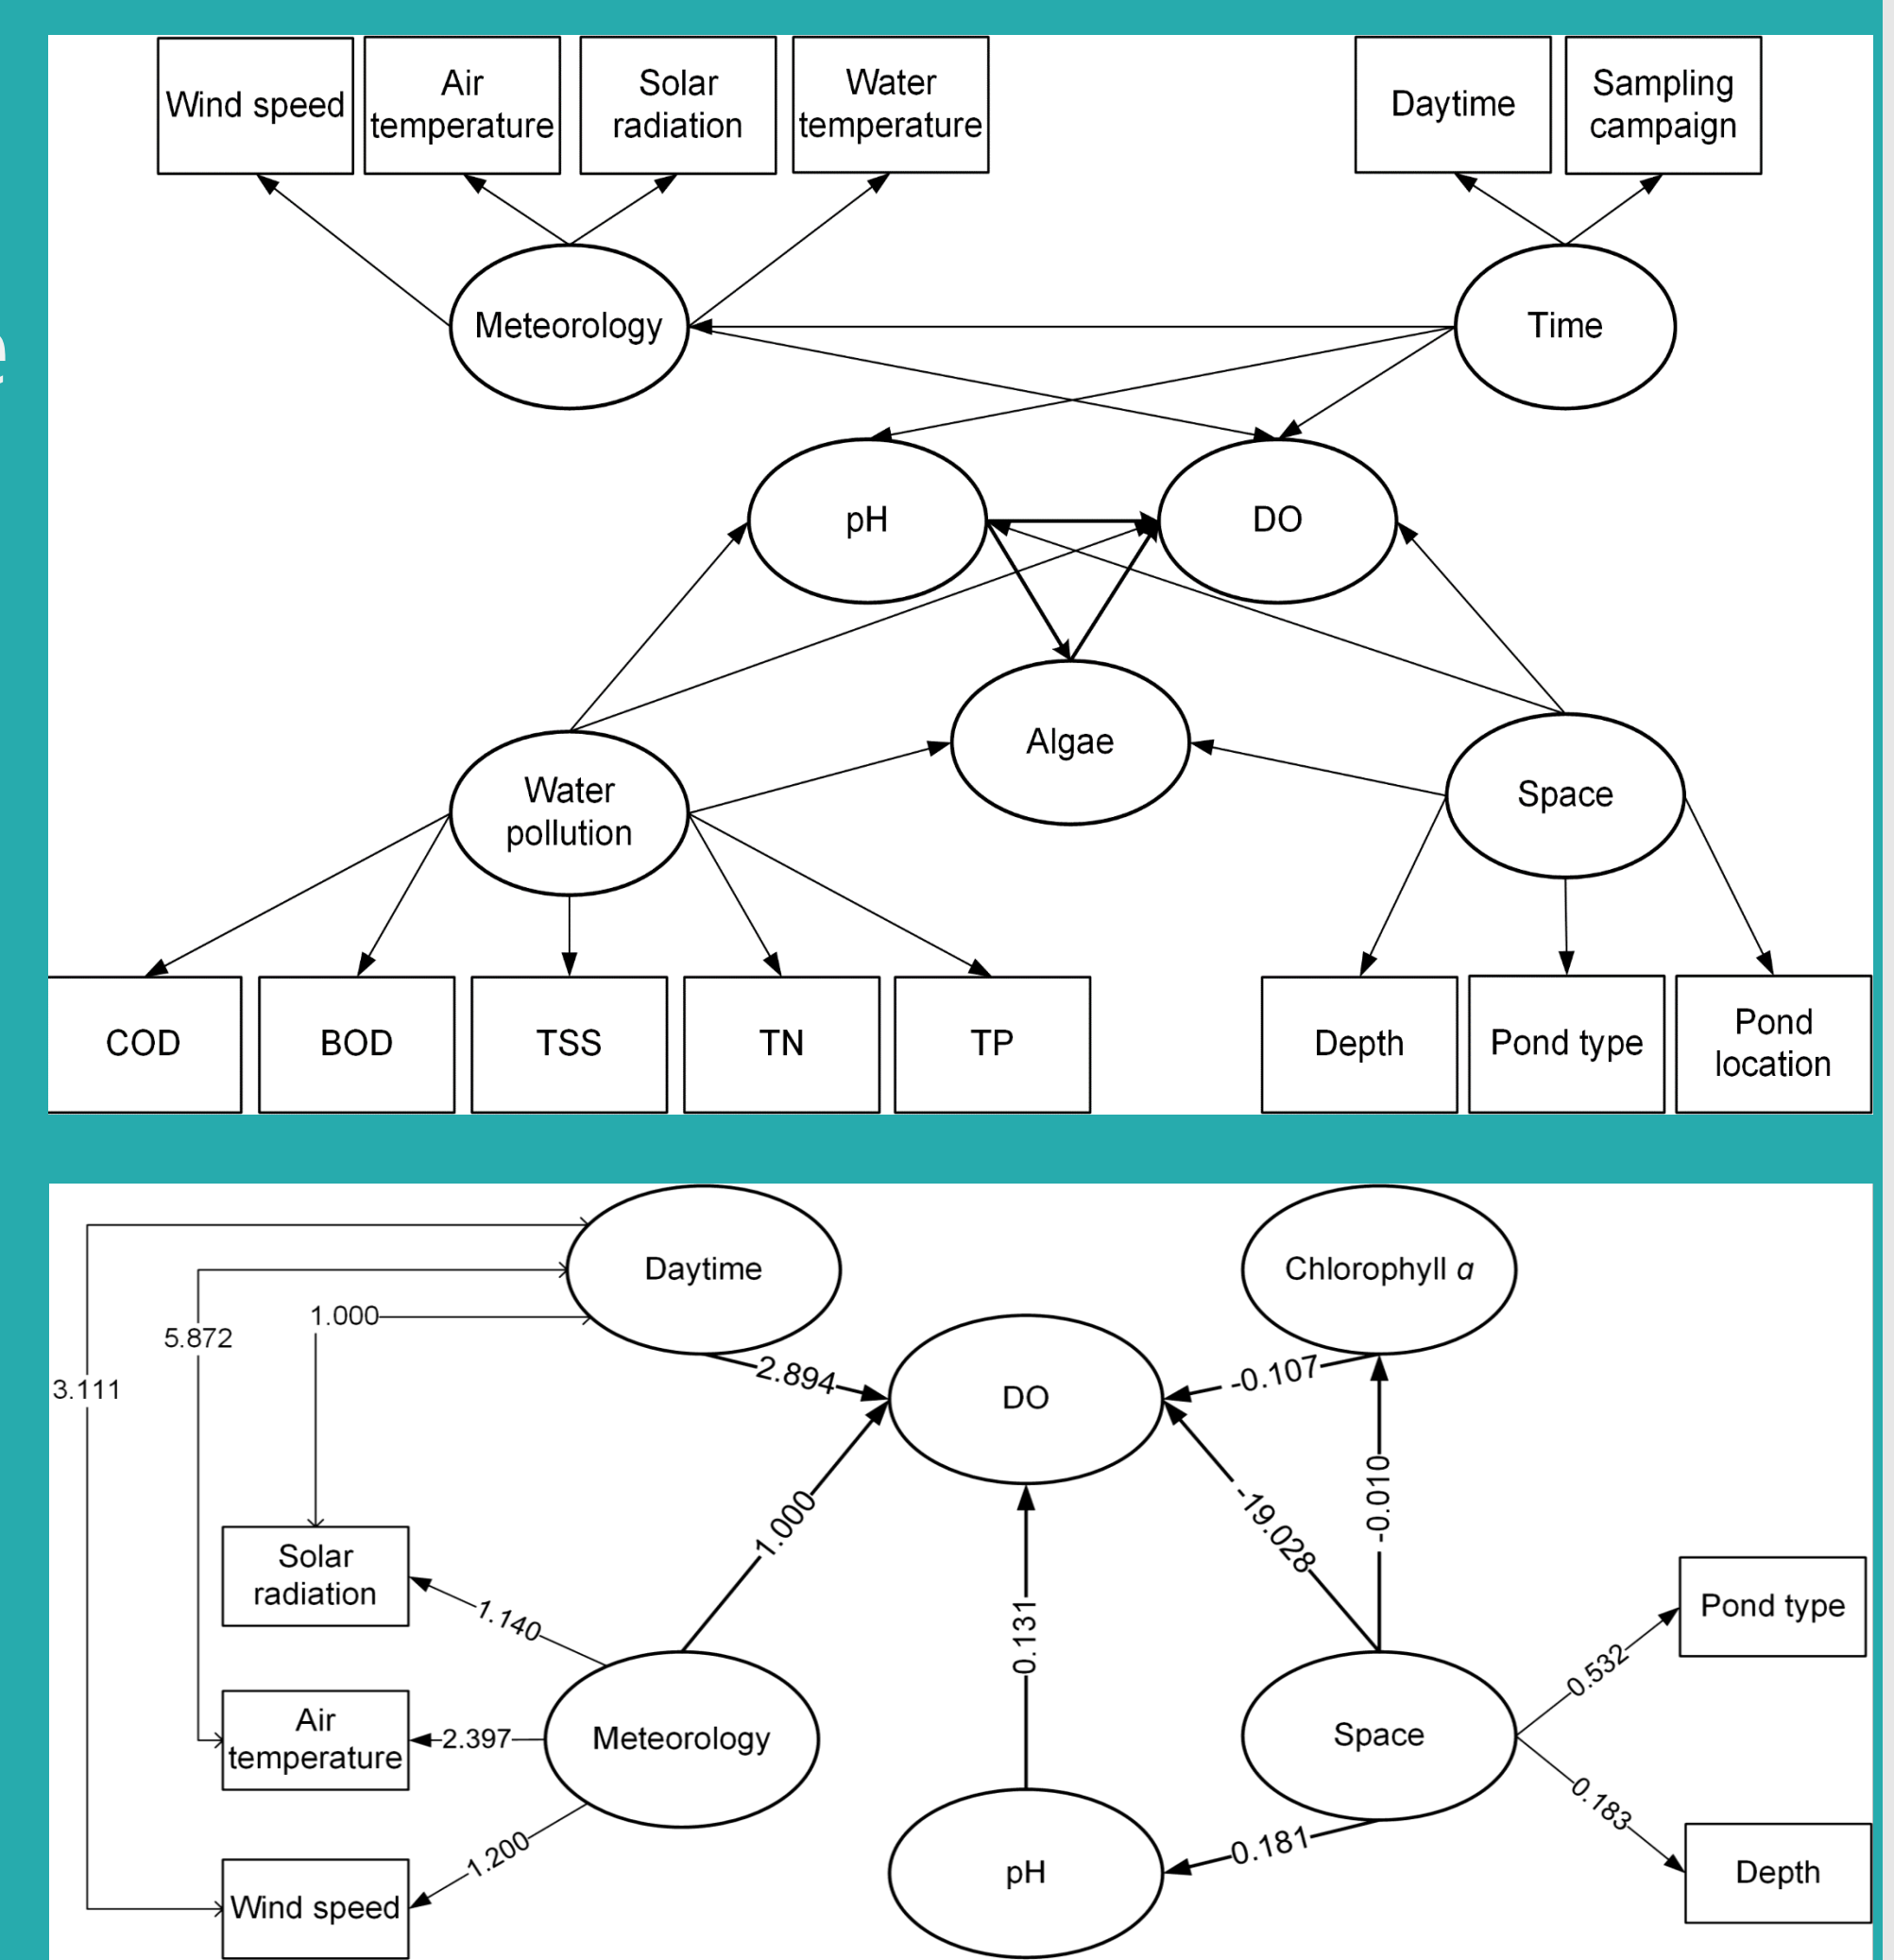 Wind speed
Air
temperature
Solar
radiation
Water
temperature
Daytime
Sampling
campaign
Meteorology
Time
e
pH
DO
Algae
Water
pollution
Space
COD
BOD
TSS
TN
TP
Depth
Pond type
Pond
location
Daytime
Chlorophyll a
1.000
5.872
2.894
-0.107
3.111
DO
-19.028
-0.010
1.000
Solar
radiation
1.140
0.131
Pond type
0.532
Air
temperature
2.397
Meteorology
Space
0.183
1.200
0.181
Wind speed
pH
Depth